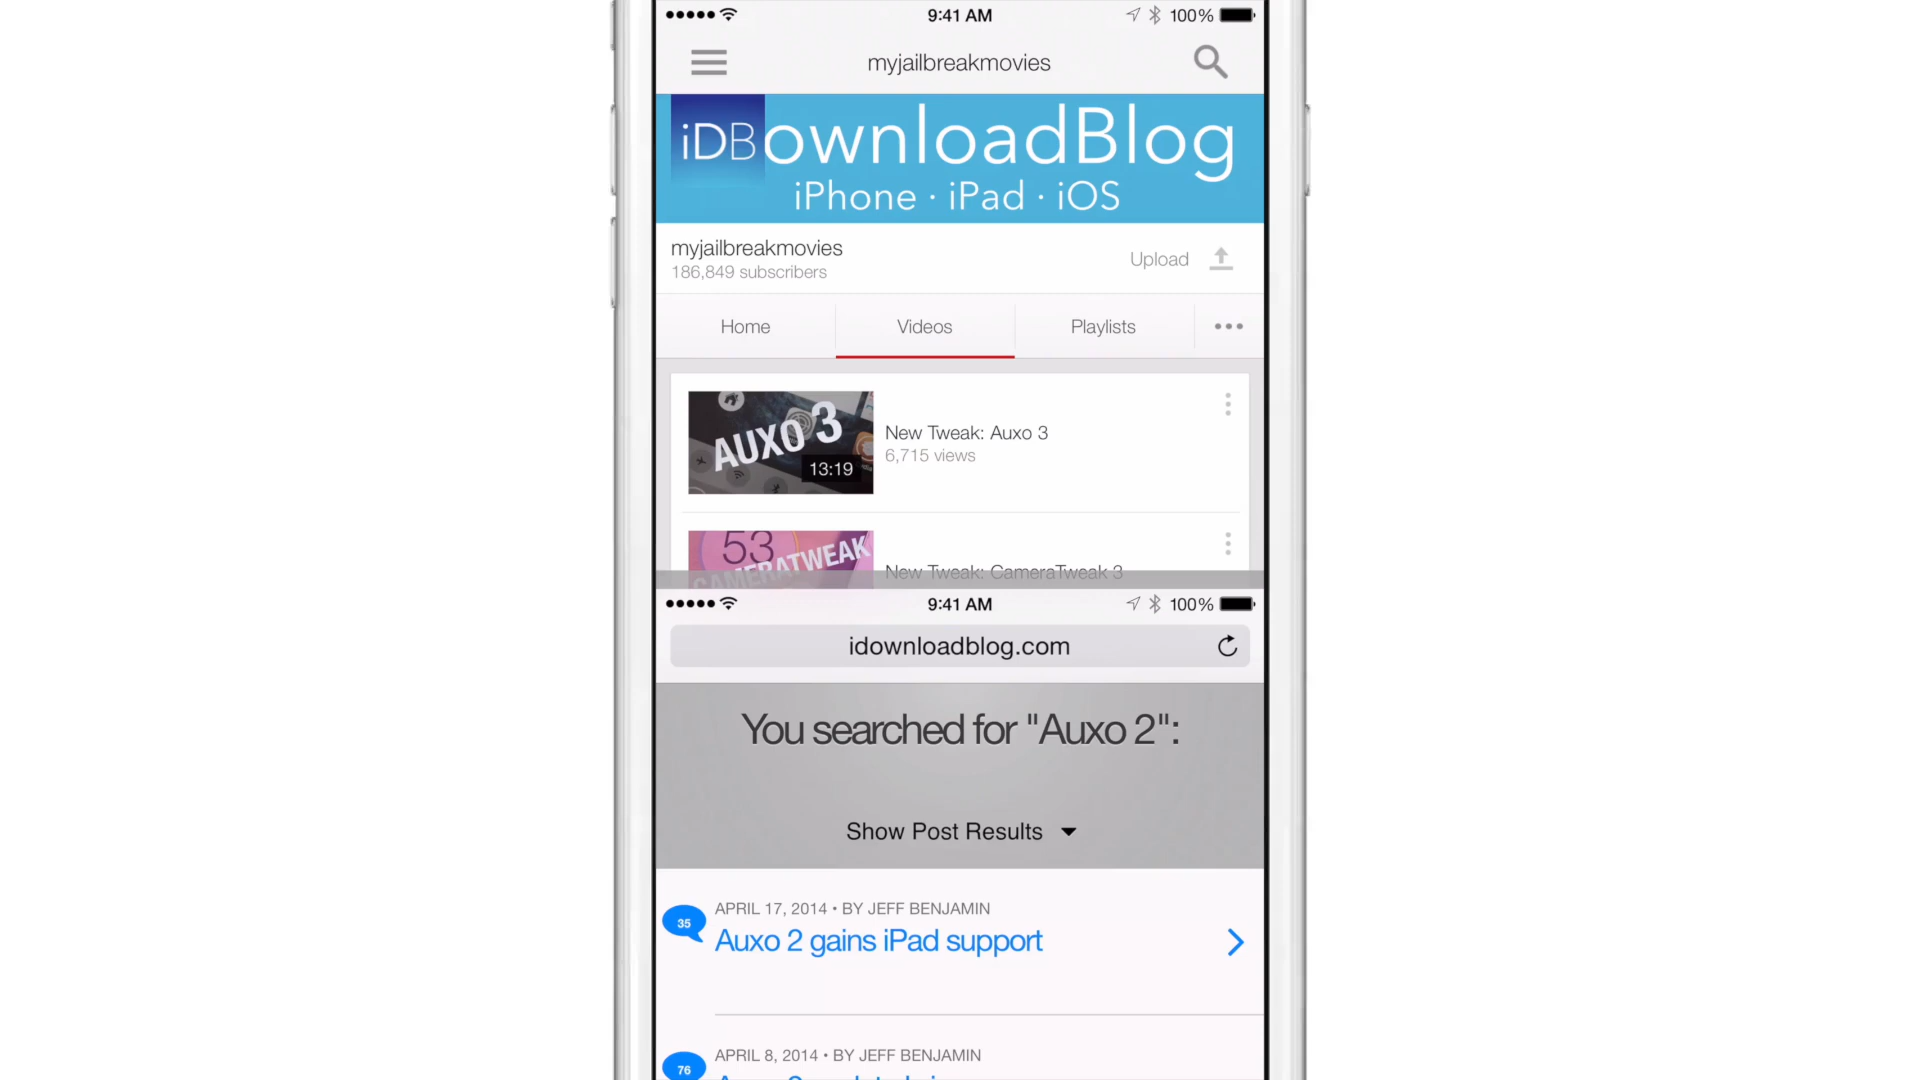 9:41 AM
100%
myjailbreakmovies
iDBownloadBlog
iPhone · iPad · iOS
myjailbreakmovies
186,849 subscribers
Upload
Home
Videos
Playlists
AUXO 3
13:19
New Tweak: Auxo 3
6,715 views
53
CAMERATWEAK
New Tweak: CameraTweak 3
9:41 AM
100%
idownloadblog.com
You searched for "Auxo 2":
Show Post Results
35
APRIL 17, 2014 • BY JEFF BENJAMIN
Auxo 2 gains iPad support
76
APRIL 8, 2014 • BY JEFF BENJAMIN